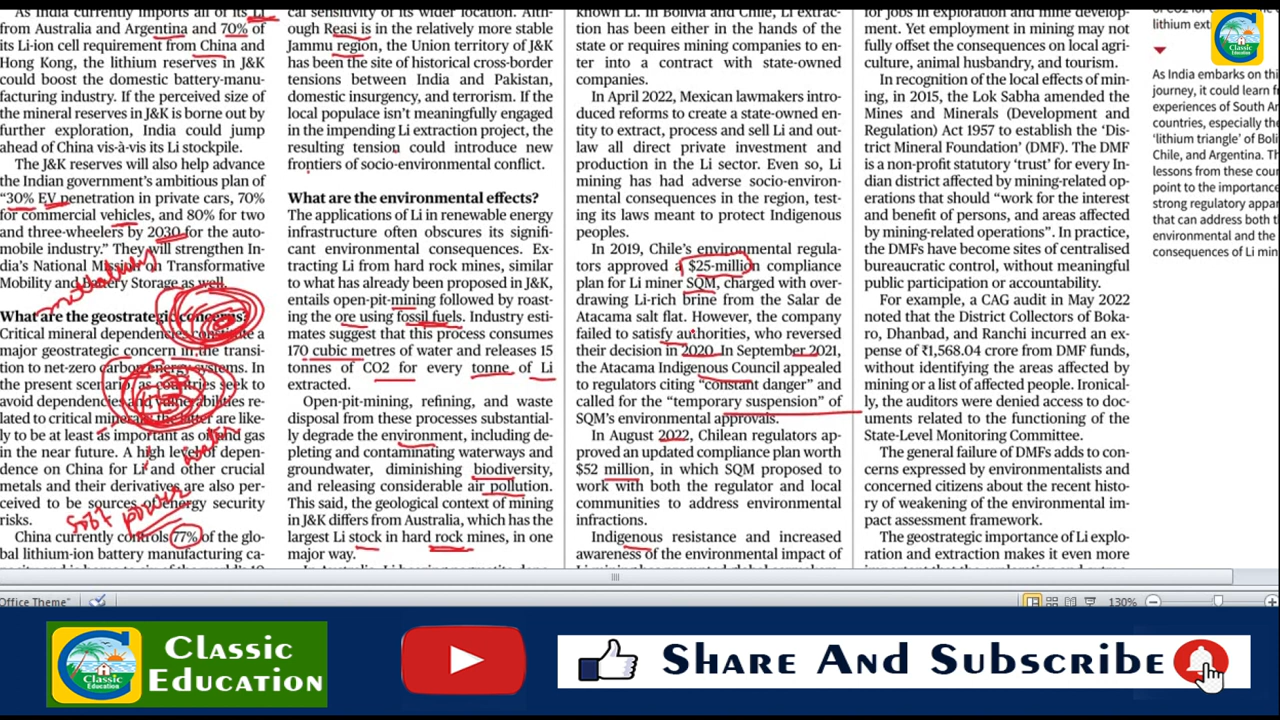 As India currently imports all of its Li
from Australia and Argentina and 70% of
its Li-ion cell requirement from China and
Hong Kong, the lithium reserves in J&K
could boost the domestic battery-manu-
facturing industry. If the perceived size of
the mineral reserves in J&K is borne out by
further exploration, India could jump
ahead of China vis-à-vis its Li stockpile.
The J&K reserves will also help advance
the Indian government's ambitious plan of
"30% EV penetration in private cars, 70%
for commercial vehicles, and 80% for two
and three-wheelers by 2030 for the auto-
mobile industry." They will strengthen In-
dia's National Mission on Transformative
Mobility and Battery Storage as well.
What are the geostrategic concerns?
Critical mineral dependencies constitute a
major geostrategic concern in the transi-
tion to net-zero carbon energy systems. In
the present scenario, as countries seek to
avoid dependencies and vulnerabilities re-
lated to critical minerals, the latter are like-
ly to be at least as important as oil and gas
in the near future. A high level of depen-
dence on China for Li and other crucial
metals and their derivatives are also per-
ceived to be sources of energy security
risks.
soft power
China currently controls 77% of the glo-
bal lithium-ion battery manufacturing ca-
cal sensitivity of its wider location. Alth-
ough Reasi is in the relatively more stable
Jammu region, the Union territory of J&K
has been the site of historical cross-border
tensions between India and Pakistan,
domestic insurgency, and terrorism. If the
local populace isn't meaningfully engaged
in the impending Li extraction project, the
resulting tension could introduce new
frontiers of socio-environmental conflict.
What are the environmental effects?
The applications of Li in renewable energy
infrastructure often obscures its signifi-
cant environmental consequences. Ex-
tracting Li from hard rock mines, similar
to what has already been proposed in J&K,
entails open-pit-mining followed by roast-
ing the ore using fossil fuels. Industry esti-
mates suggest that this process consumes
170 cubic metres of water and releases 15
tonnes of CO2 for every tonne of Li
extracted.
Open-pit-mining, refining, and waste
disposal from these processes substantial-
ly degrade the environment, including de-
pleting and contaminating waterways and
groundwater, diminishing biodiversity,
and releasing considerable air pollution.
This said, the geological context of mining
in J&K differs from Australia, which has the
largest Li stock in hard rock mines, in one
major way.
tion has been either in the hands of the
state or requires mining companies to en-
ter into a contract with state-owned
companies.
In April 2022, Mexican lawmakers intro-
duced reforms to create a state-owned en-
tity to extract, process and sell Li and out-
law all direct private investment and
production in the Li sector. Even so, Li
mining has had adverse socio-environ-
mental consequences in the region, test-
ing its laws meant to protect Indigenous
peoples.
In 2019, Chile's environmental regula-
tors approved a $25-million compliance
plan for Li miner SQM, charged with over-
drawing Li-rich brine from the Salar de
Atacama salt flat. However, the company
failed to satisfy authorities, who reversed
their decision in 2020. In September 2021,
the Atacama Indigenous Council appealed
to regulators citing "constant danger" and
called for the "temporary suspension" of
SQM's environmental approvals.
In August 2022, Chilean regulators ap-
proved an updated compliance plan worth
$52 million, in which SQM proposed to
work with both the regulator and local
communities to address environmental
infractions.
Indigenous resistance and increased
awareness of the environmental impact of
for jobs in exploration and mine develop-
ment. Yet employment in mining may not
fully offset the consequences on local agri-
culture, animal husbandry, and tourism.
In recognition of the local effects of min-
ing, in 2015, the Lok Sabha amended the
Mines and Minerals (Development and
Regulation) Act 1957 to establish the 'Dis-
trict Mineral Foundation' (DMF). The DMF
is a non-profit statutory 'trust' for every In-
dian district affected by mining-related op-
erations that should "work for the interest
and benefit of persons, and areas affected
by mining-related operations". In practice,
the DMFs have become sites of centralised
bureaucratic control, without meaningful
public participation or accountability.
For example, a CAG audit in May 2022
noted that the District Collectors of Boka-
ro, Dhanbad, and Ranchi incurred an ex-
pense of ₹1,568.04 crore from DMF funds,
without identifying the areas affected by
mining or a list of affected people. Ironical-
ly, the auditors were denied access to doc-
uments related to the functioning of the
State-Level Monitoring Committee.
The general failure of DMFs adds to con-
cerns expressed by environmentalists and
concerned citizens about the recent histo-
ry of weakening of the environmental im-
pact assessment framework.
The geostrategic importance of Li explo-
ration and extraction makes it even more
lithium ext
As India embarks on thi
journey, it could learn f
experiences of South A
countries, especially th
'lithium triangle' of Boli
Chile, and Argentina. T
lessons from these cou
point to the importance
strong regulatory appar
that can address both t
environmental and the
consequences of Li min
Classic
Education
Office Theme"
130%
Classic
Education
Classic
Education
Share And Subscribe